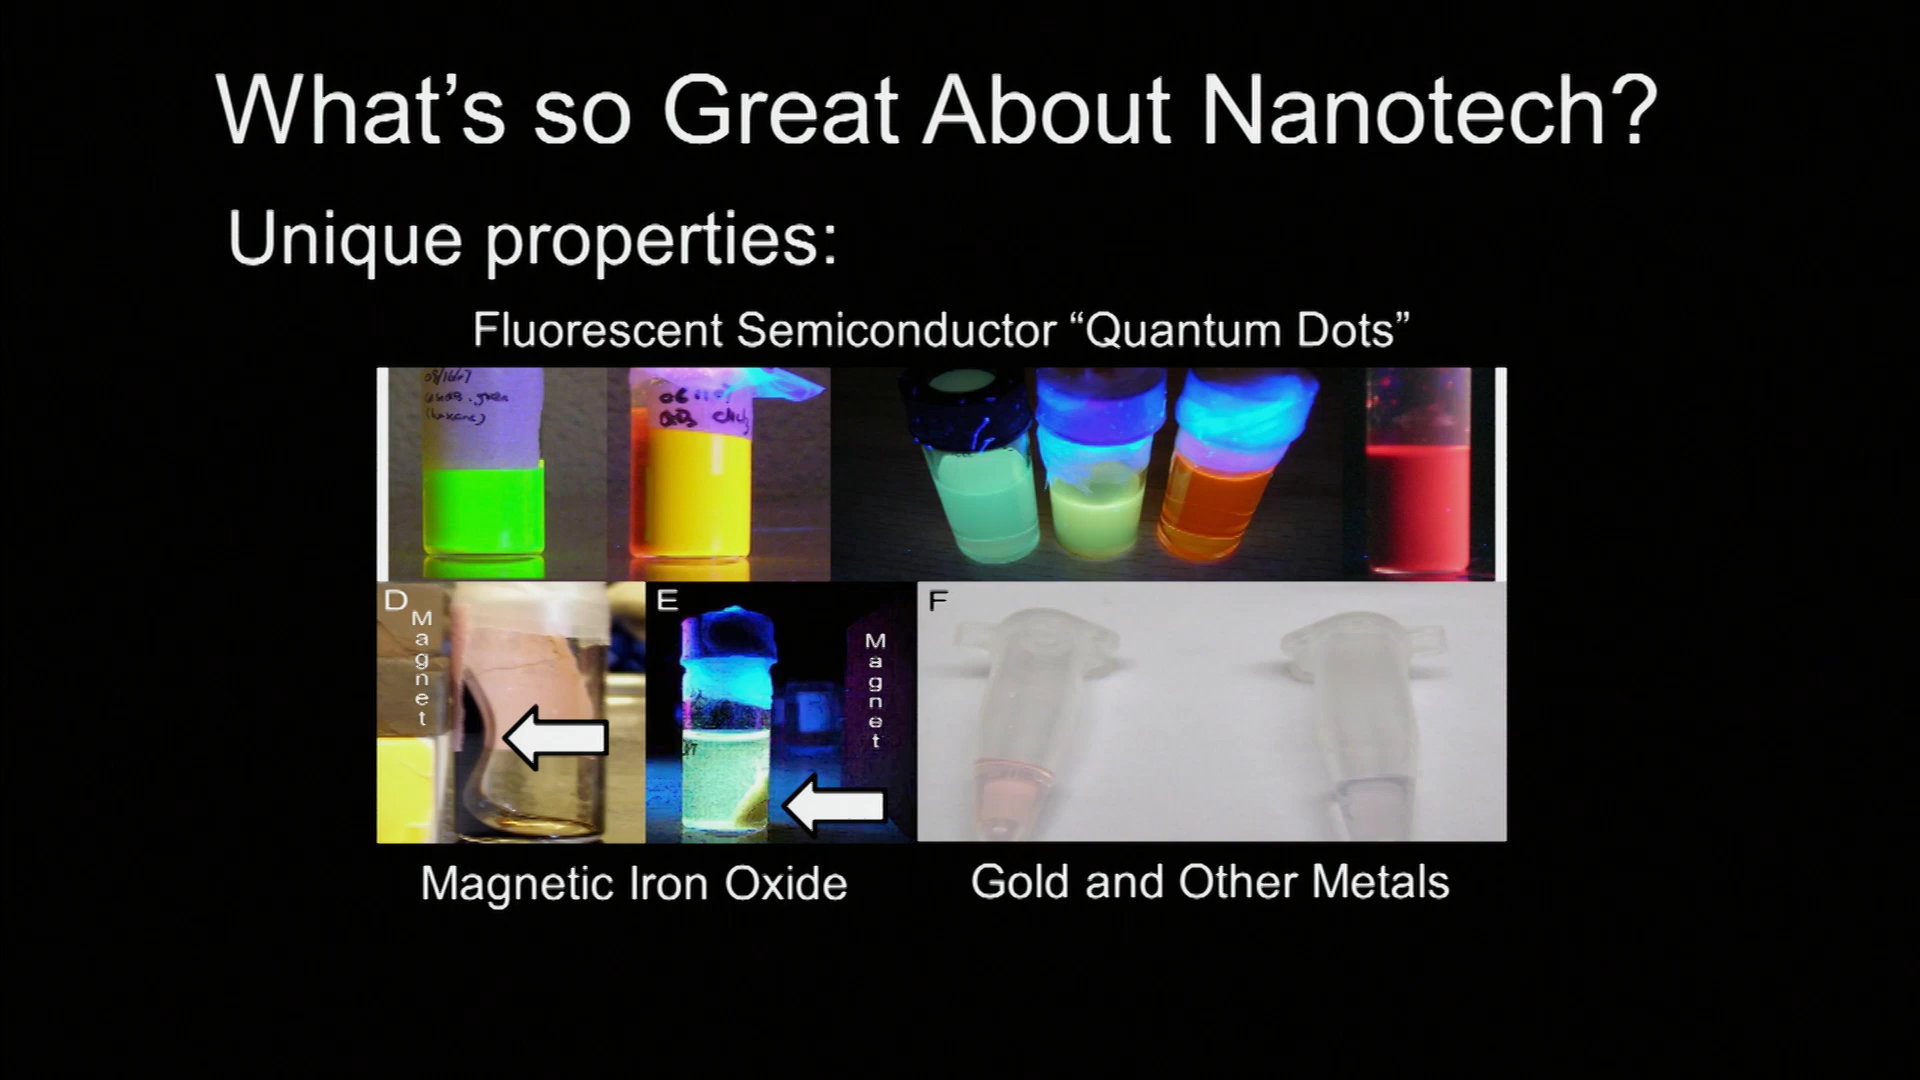 What's so Great About Nanotech?
Unique properties:
Fluorescent Semiconductor “Quantum Dots”
D
Magnet
E
Magnet
F
Magnetic Iron Oxide
Gold and Other Metals